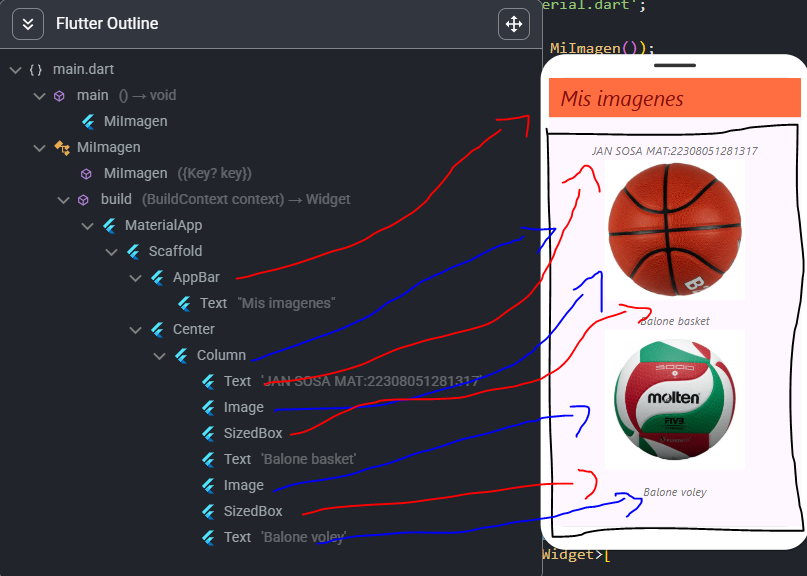 Flutter Outline
main.dart
main () → void
MiImagen
MiImagen
MiImagen ({Key? key})
build (BuildContext context) → Widget
MaterialApp
Scaffold
AppBar
Text "Mis imagenes"
Center
Column
Text 'JAN SOSA MAT:22308051281317'
Image
SizedBox
Text 'Balone basket'
Image
SizedBox
Text 'Balone voley'
erial.dart';
MiImagen());
Mis imagenes
JAN SOSA MAT:22308051281317
Balone basket
molten
FIVB
Balone voley
Widget>[